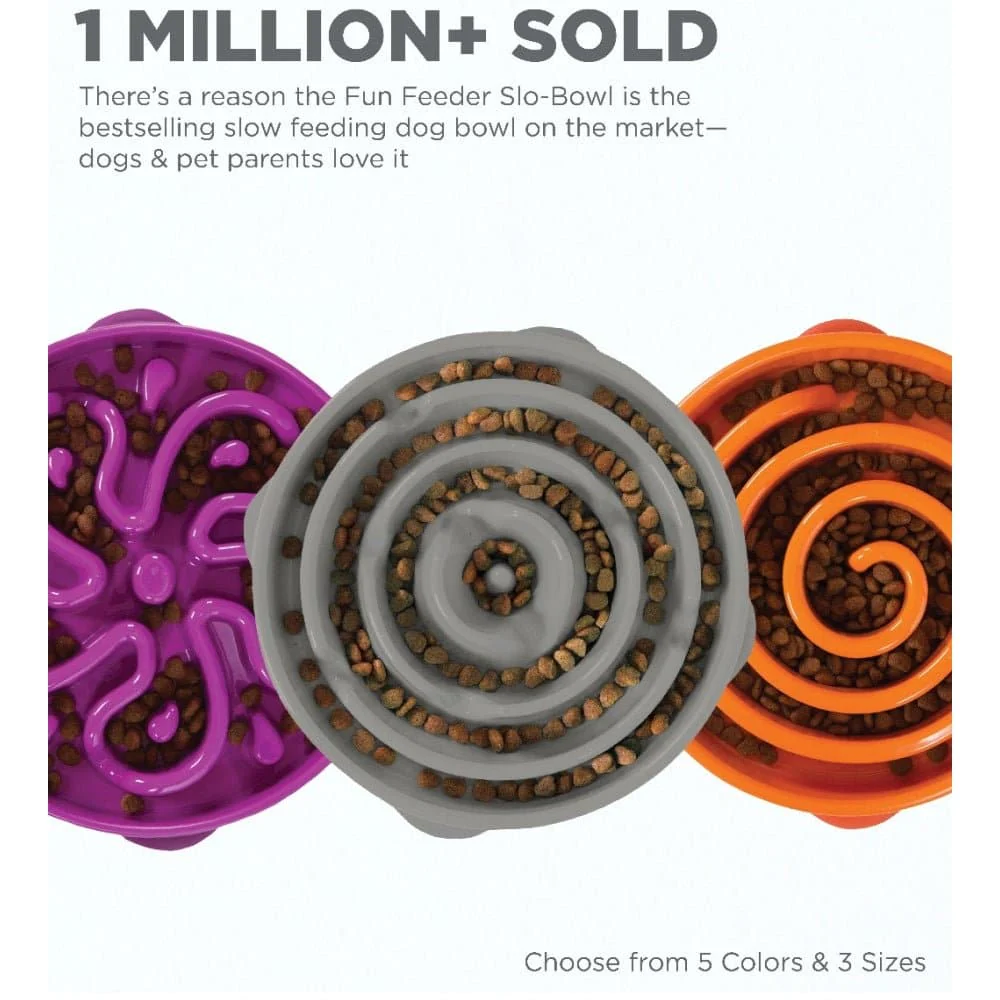 1 MILLION+ SOLD
There's a reason the Fun Feeder Slo-Bowl is the
bestselling slow feeding dog bowl on the market—
dogs & pet parents love it
Choose from 5 Colors & 3 Sizes